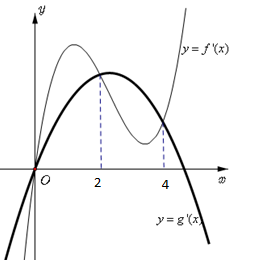 y
y = f'(x)
O
2
4
x
y = g'(x)